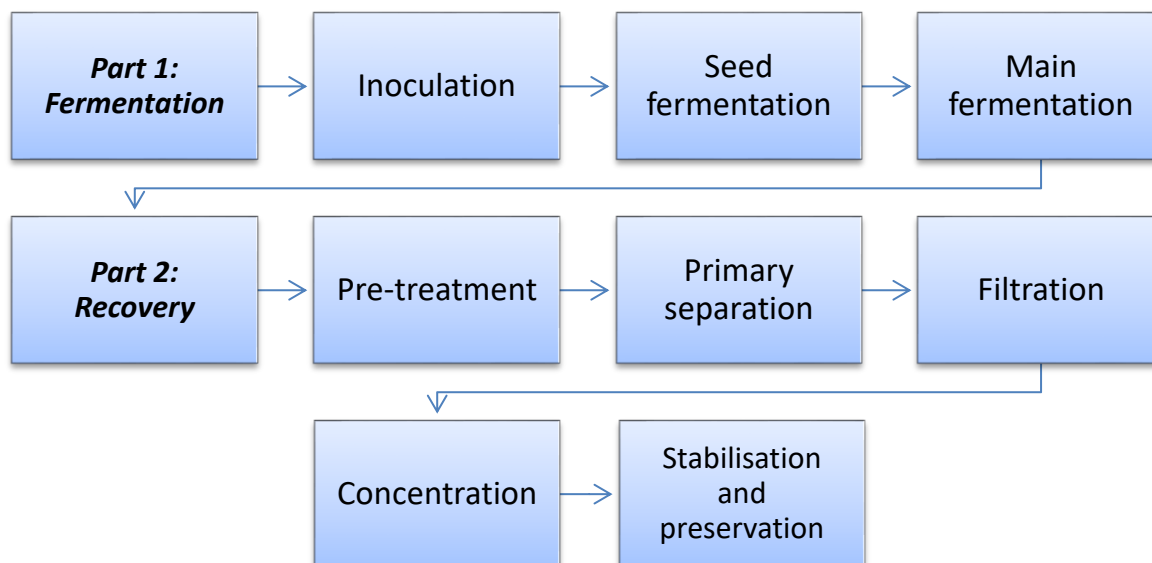 Part 1:
Fermentation
Inoculation
Seed
fermentation
Main
fermentation
Part 2:
Recovery
Pre-treatment
Primary
separation
Filtration
Concentration
Stabilisation
and
preservation